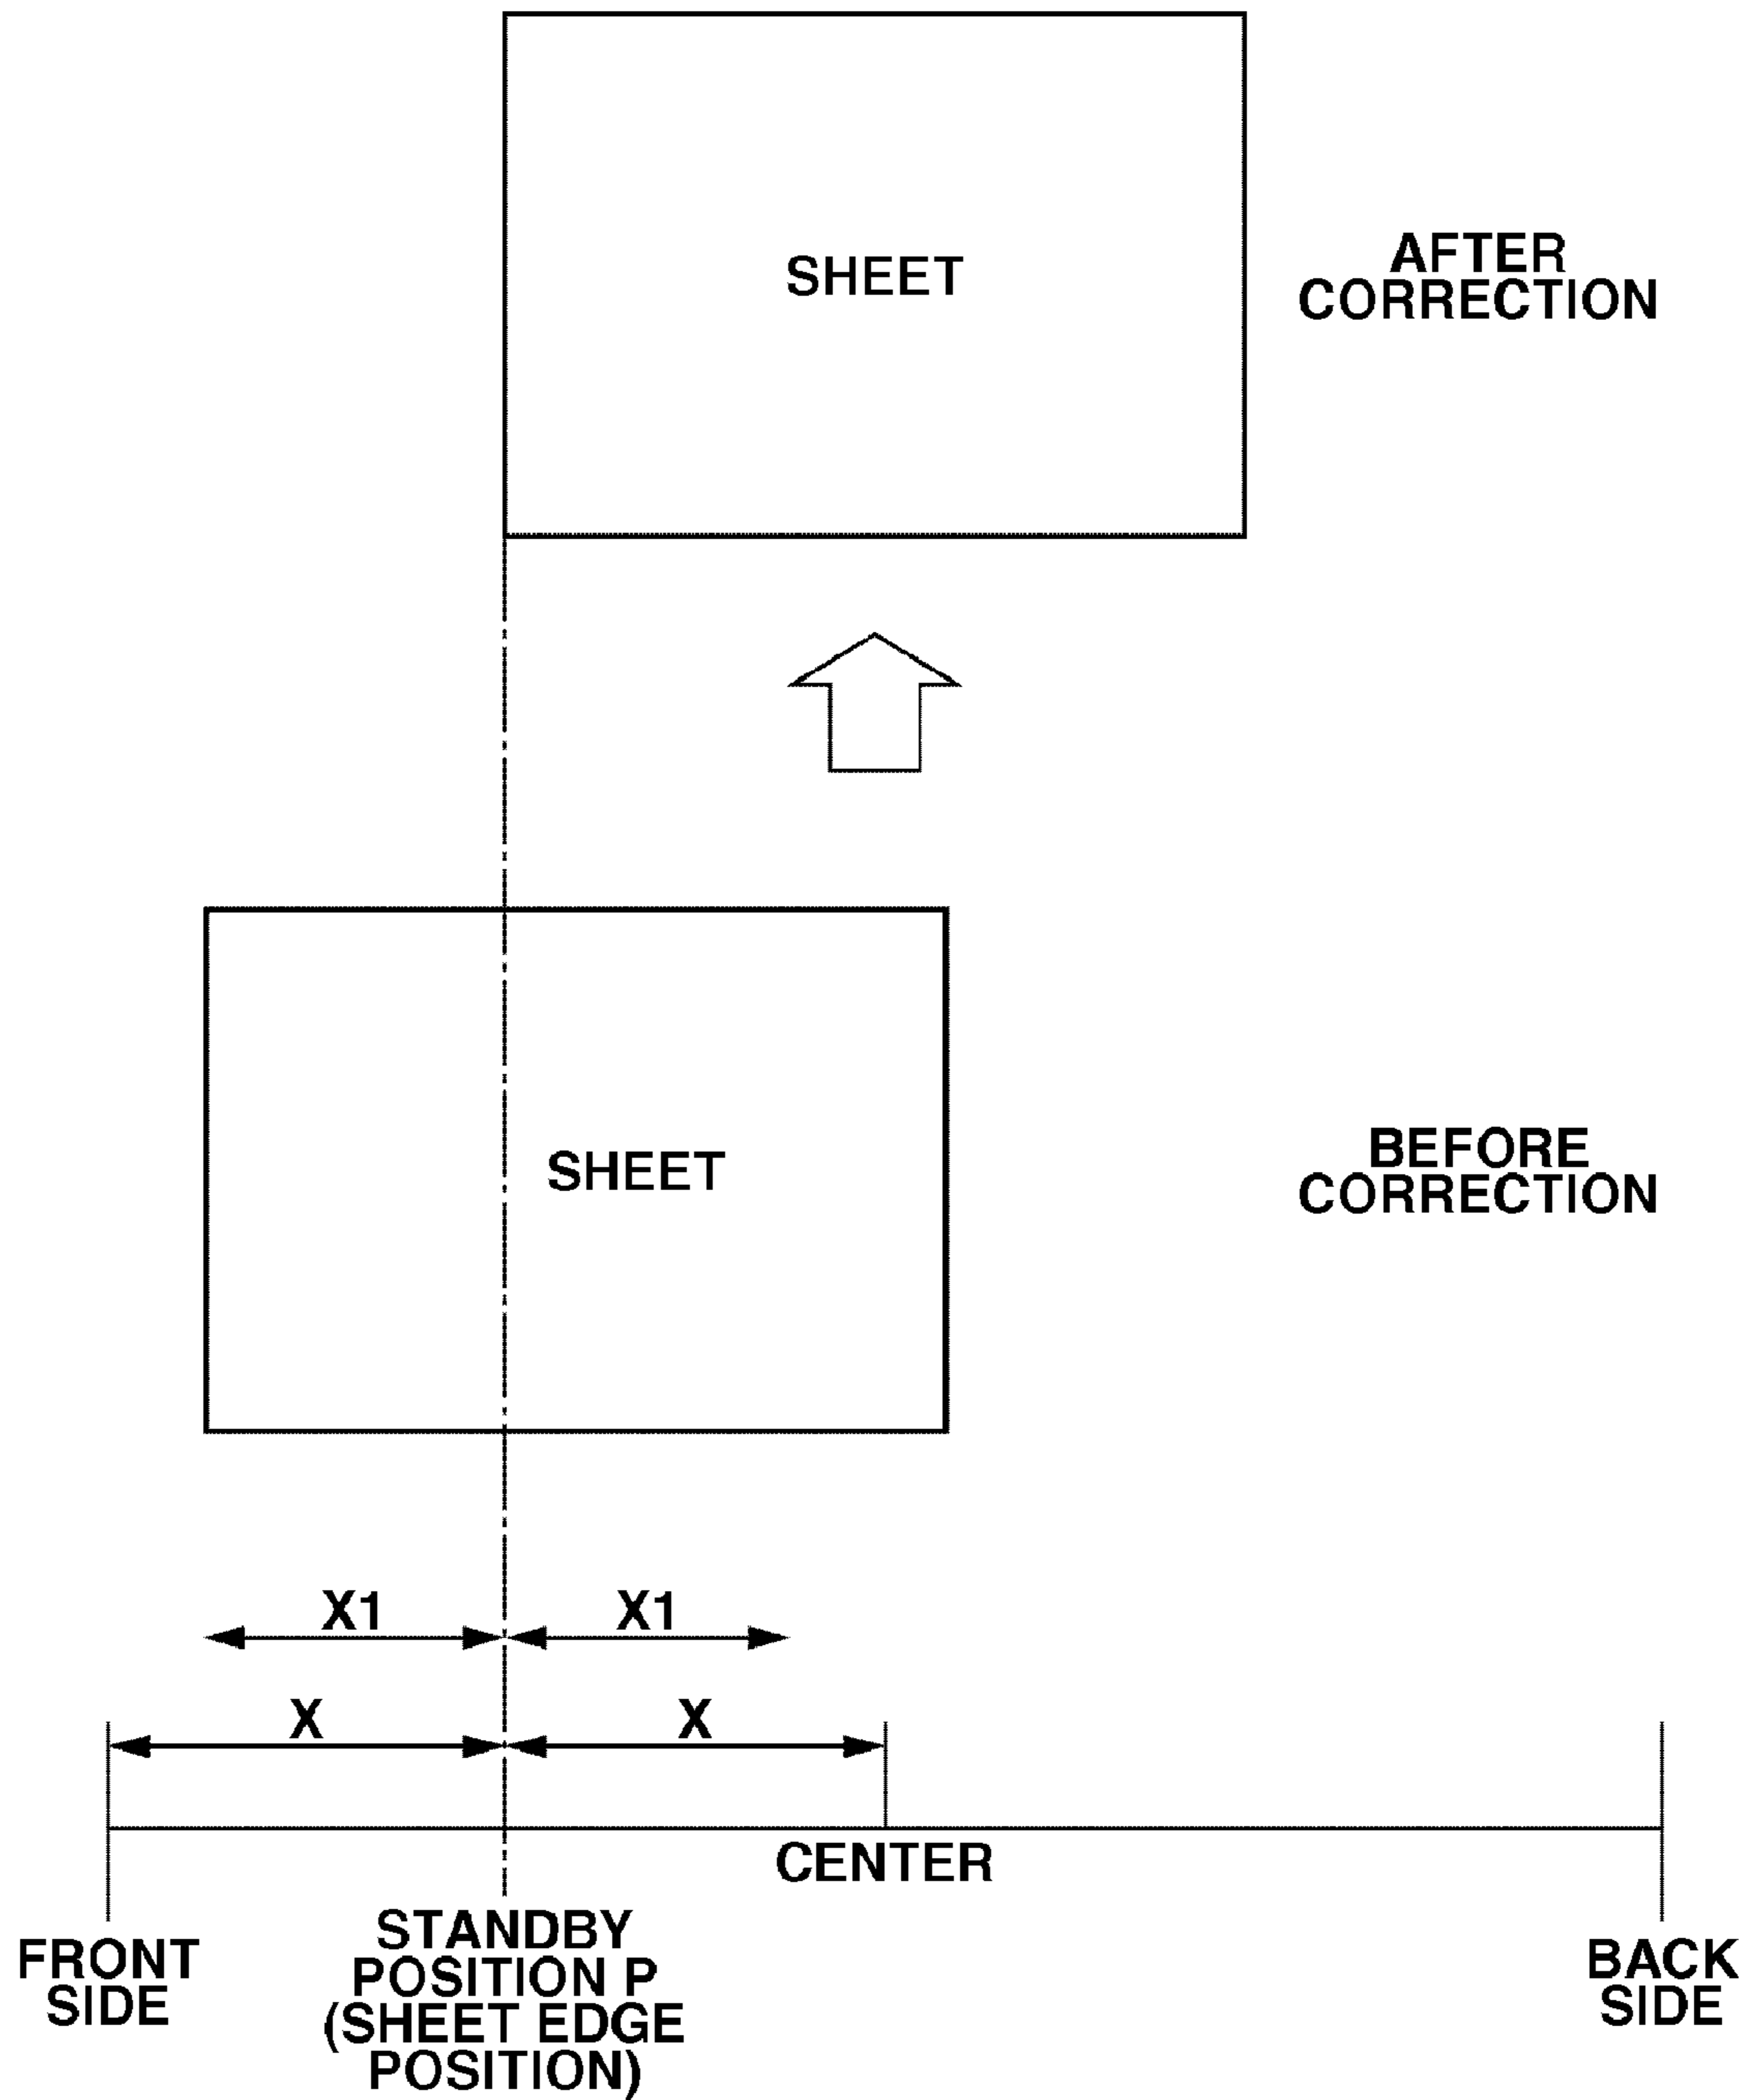 SHEET
AFTER
CORRECTION
SHEET
BEFORE
CORRECTION
X1
X1
X
X
CENTER
FRONT
SIDE
STANDBY
POSITION P
(SHEET EDGE
POSITION)
BACK
SIDE